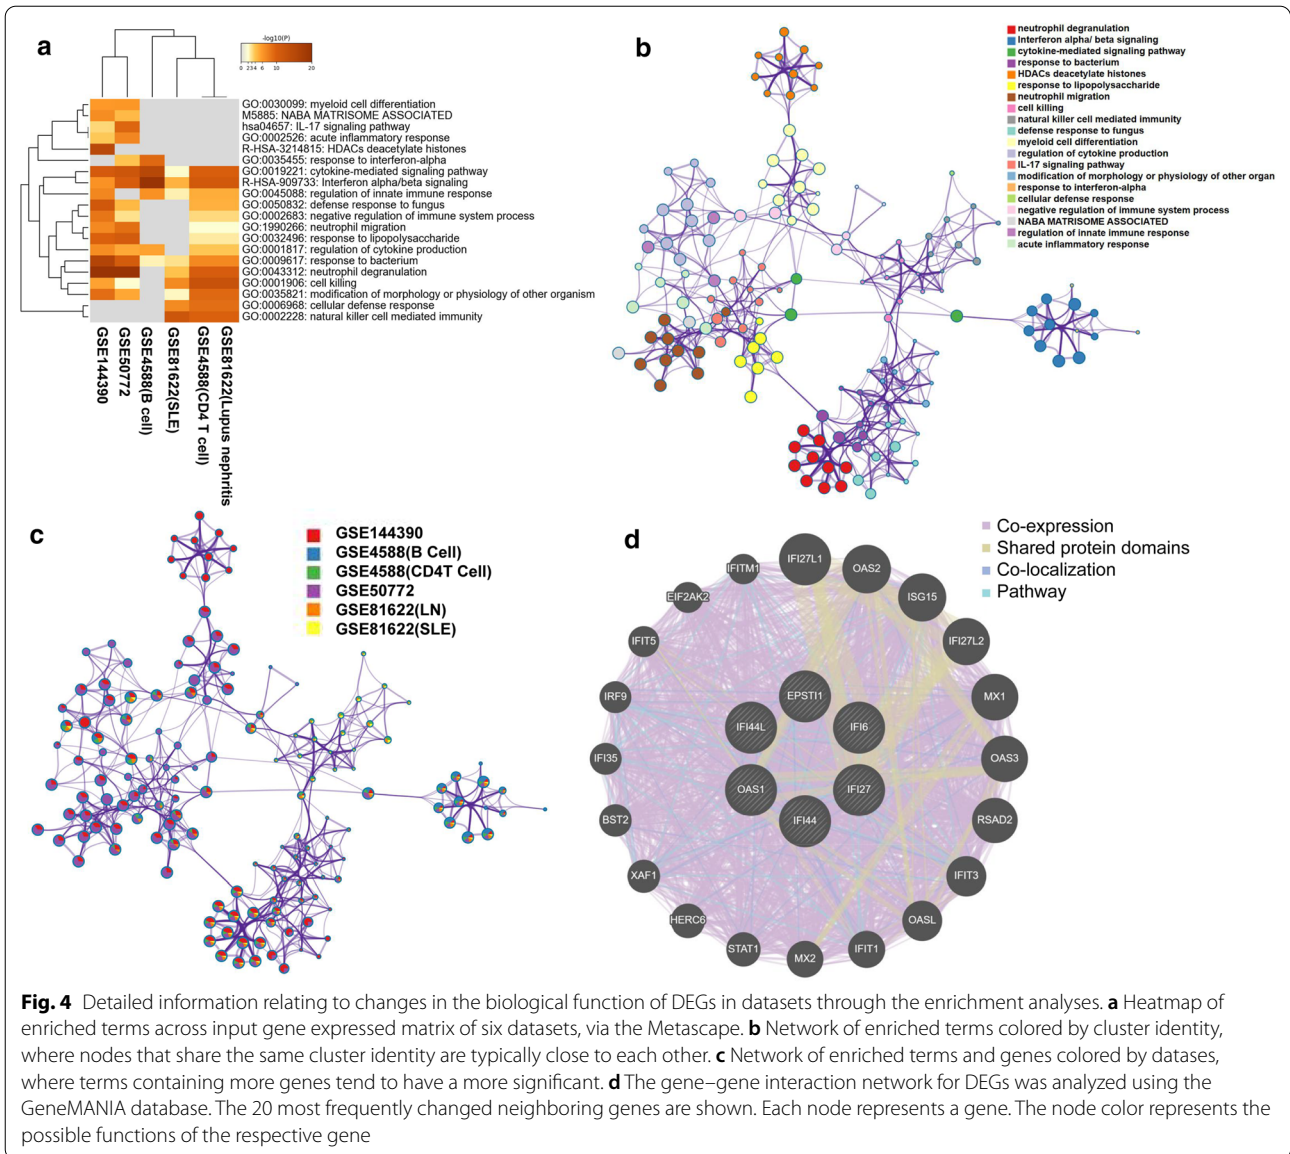 a
-log10(P)
0 2 3 4 6 10 20
GO:0030099: myeloid cell differentiation
M5885: NABA MATRISOME ASSOCIATED
hsa04657: IL-17 signaling pathway
GO:0002526: acute inflammatory response
R-HSA-3214815: HDACs deacetylate histones
GO:0035455: response to interferon-alpha
GO:0019221: cytokine-mediated signaling pathway
R-HSA-909733: Interferon alpha/beta signaling
GO:0045088: regulation of innate immune response
GO:0050832: defense response to fungus
GO:0002683: negative regulation of immune system process
GO:1990266: neutrophil migration
GO:0032496: response to lipopolysaccharide
GO:0001817: regulation of cytokine production
GO:0009617: response to bacterium
GO:0043312: neutrophil degranulation
GO:0001906: cell killing
GO:0035821: modification of morphology or physiology of other organism
GO:0006968: cellular defense response
GO:0002228: natural killer cell mediated immunity
GSE144390
GSE50772
GSE4588(B cell)
GSE81622(SLE)
GSE4588(CD4 T cell)
GSE81622(Lupus nephritis
b
neutrophil degranulation
Interferon alpha/ beta signaling
cytokine-mediated signaling pathway
response to bacterium
HDACs deacetylate histones
response to lipopolysaccharide
neutrophil migration
cell killing
natural killer cell mediated immunity
defense response to fungus
myeloid cell differentiation
regulation of cytokine production
IL-17 signaling pathway
modification of morphology or physiology of other organ
response to interferon-alpha
cellular defense response
negative regulation of immune system process
NABA MATRISOME ASSOCIATED
regulation of innate immune response
acute inflammatory response
c
GSE144390
GSE4588(B Cell)
GSE4588(CD4T Cell)
GSE50772
GSE81622(LN)
GSE81622(SLE)
d
Co-expression
Shared protein domains
Co-localization
Pathway
IFI27L1
OAS2
ISG15
IFI27L2
MX1
OAS3
RSAD2
IFIT3
OASL
IFIT1
MX2
STAT1
HERC6
XAF1
BST2
IFI35
IRF9
IFIT5
EIF2AK2
IFITM1
EPSTI1
IFI6
IFI27
IFI44
OAS1
IFI44L
Fig. 4 Detailed information relating to changes in the biological function of DEGs in datasets through the enrichment analyses. a Heatmap of
enriched terms across input gene expressed matrix of six datasets, via the Metascape. b Network of enriched terms colored by cluster identity,
where nodes that share the same cluster identity are typically close to each other. c Network of enriched terms and genes colored by datases,
where terms containing more genes tend to have a more significant. d The gene–gene interaction network for DEGs was analyzed using the
GeneMANIA database. The 20 most frequently changed neighboring genes are shown. Each node represents a gene. The node color represents the
possible functions of the respective gene